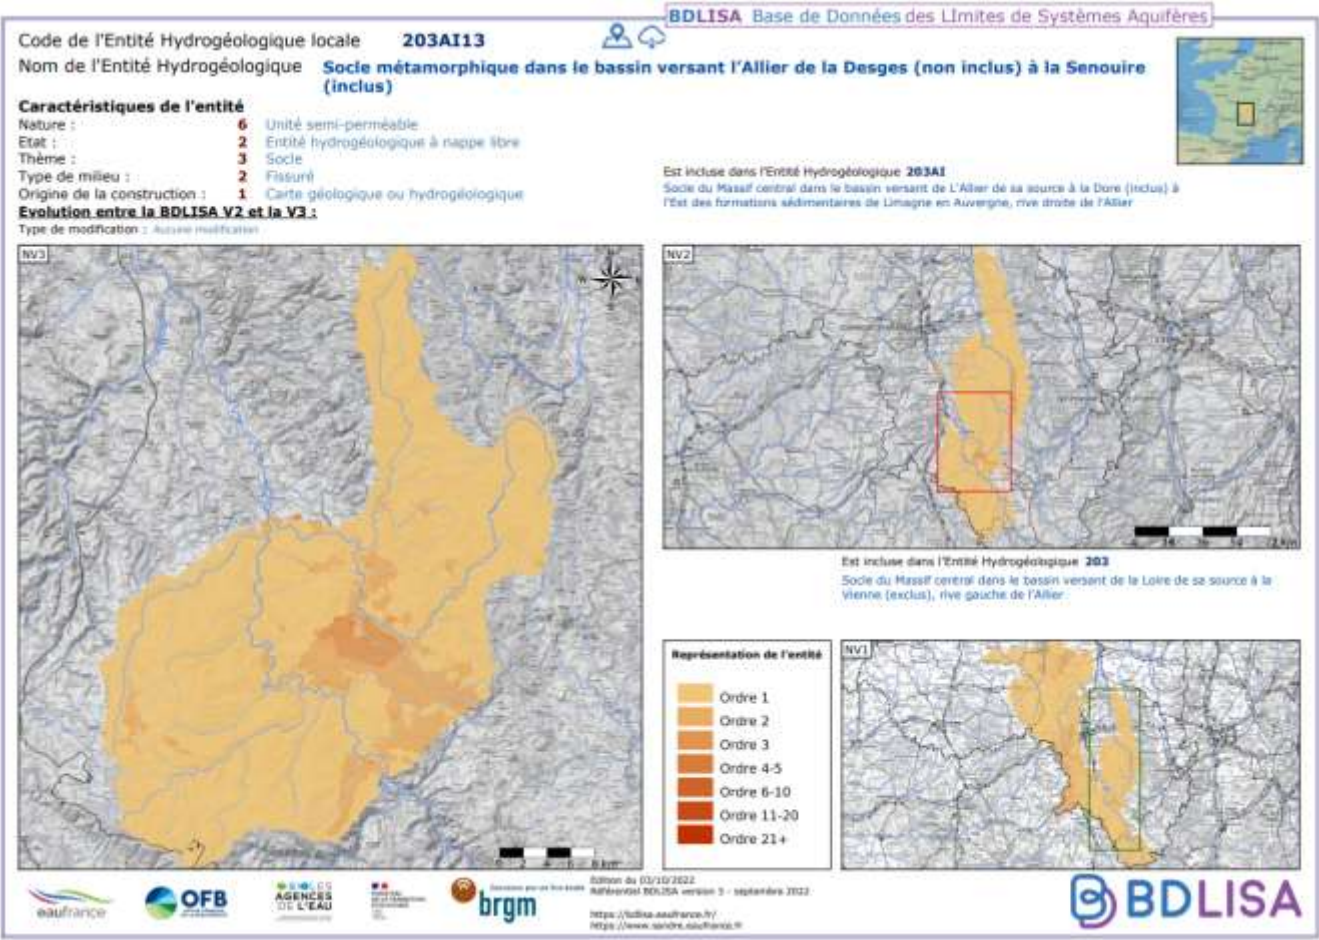 BDLISA Base de Données des LImites de Systèmes Aquifères
Code de l'Entité Hydrogéologique locale 203AI13
Nom de l'Entité Hydrogéologique Socle métamorphique dans le bassin versant l'Allier de la Desges (non inclus) à la Senouire
(inclus)
Caractéristiques de l'entité
Nature : 6 Unité semi-perméable
Etat : 2 Entité hydrogéologique à nappe libre
Thème : 3 Socle
Type de milieu : 2 Fissuré
Origine de la construction : 1 Carte géologique ou hydrogéologique
Evolution entre la BDLISA V2 et la V3 :
Type de modification : Aucune modification
Est incluse dans l'Entité Hydrogéologique 203AI
Socle du Massif central dans le bassin versant de L'Allier de sa source à la Dore (inclus) à
l'Est des formations sédimentaires de Limagne en Auvergne, rive droite de l'Allier
NV3
NV2
Est incluse dans l'Entité Hydrogéologique 203
Socle du Massif central dans le bassin versant de la Loire de sa source à la
Vienne (exclus), rive gauche de l'Allier
Représentation de l'entité
Ordre 1
Ordre 2
Ordre 3
Ordre 4-5
Ordre 6-10
Ordre 11-20
Ordre 21+
NV1
0 2 4 6 8 km
eaufrance
OFB
LES
AGENCES
DE L'EAU
brgm
Edition du 03/10/2022
Référentiel BDLISA version 3 - septembre 2022
https://bdlisa.eaufrance.fr/
https://www.sandre.eaufrance.fr
BDLISA